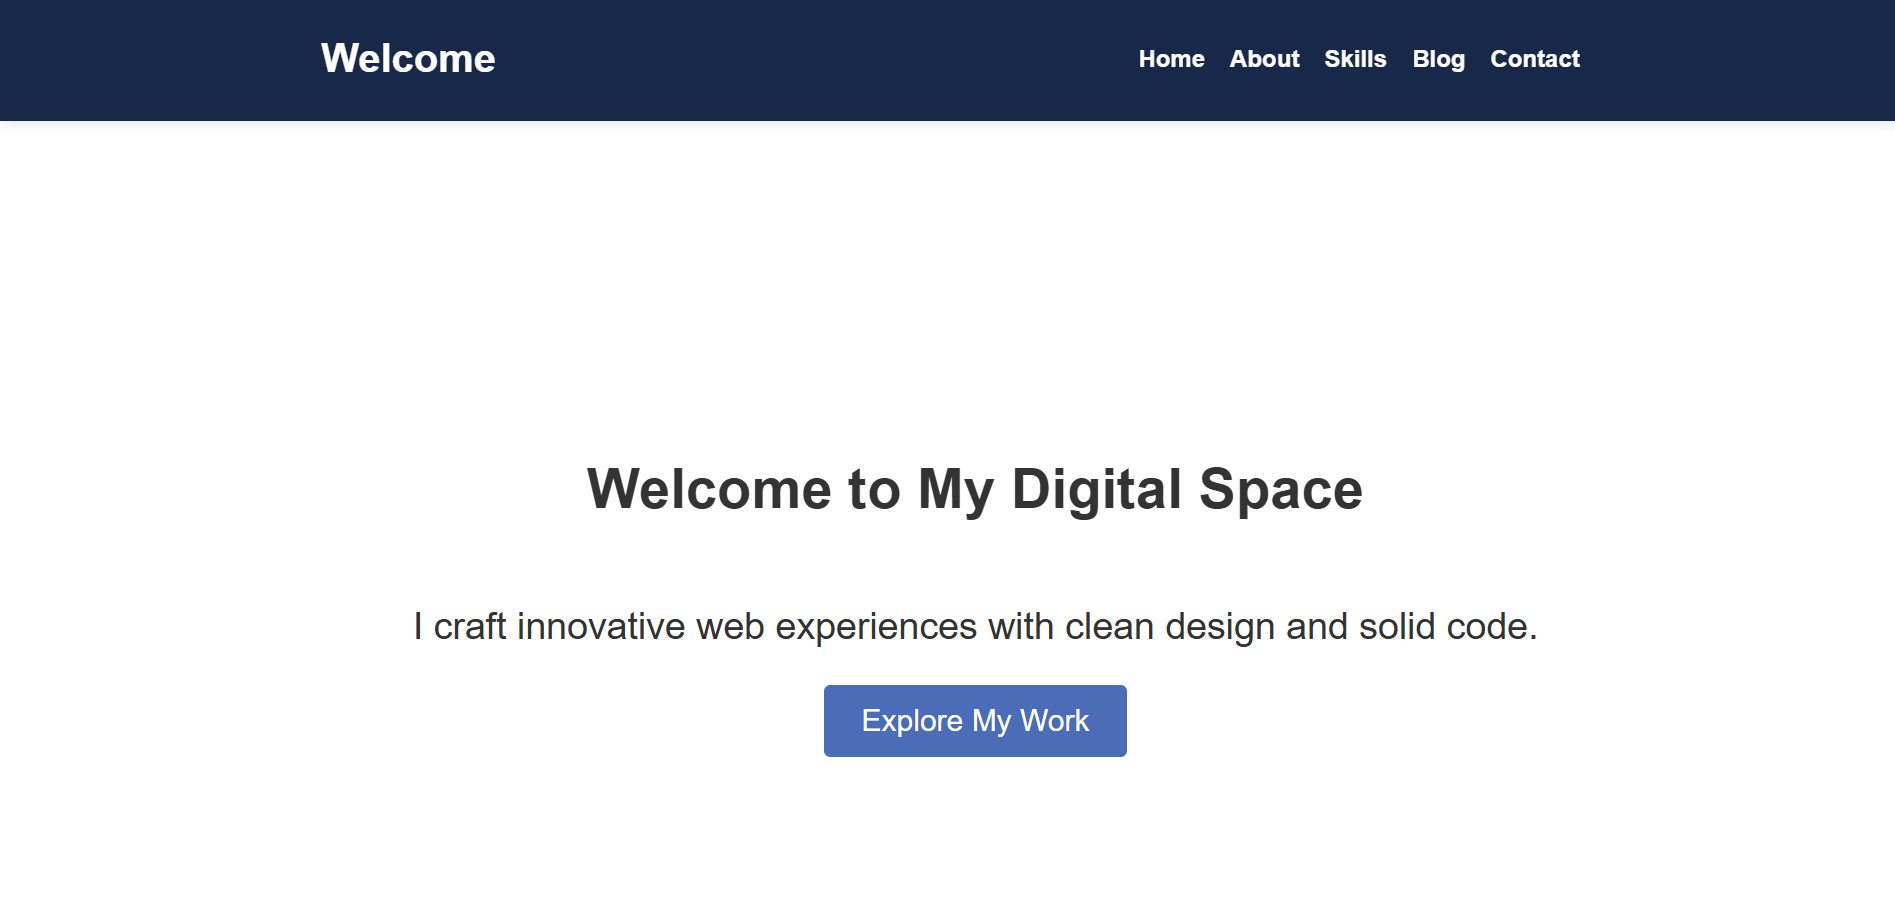 Welcome
Home About Skills Blog Contact
Welcome to My Digital Space
I craft innovative web experiences with clean design and solid code.
Explore My Work